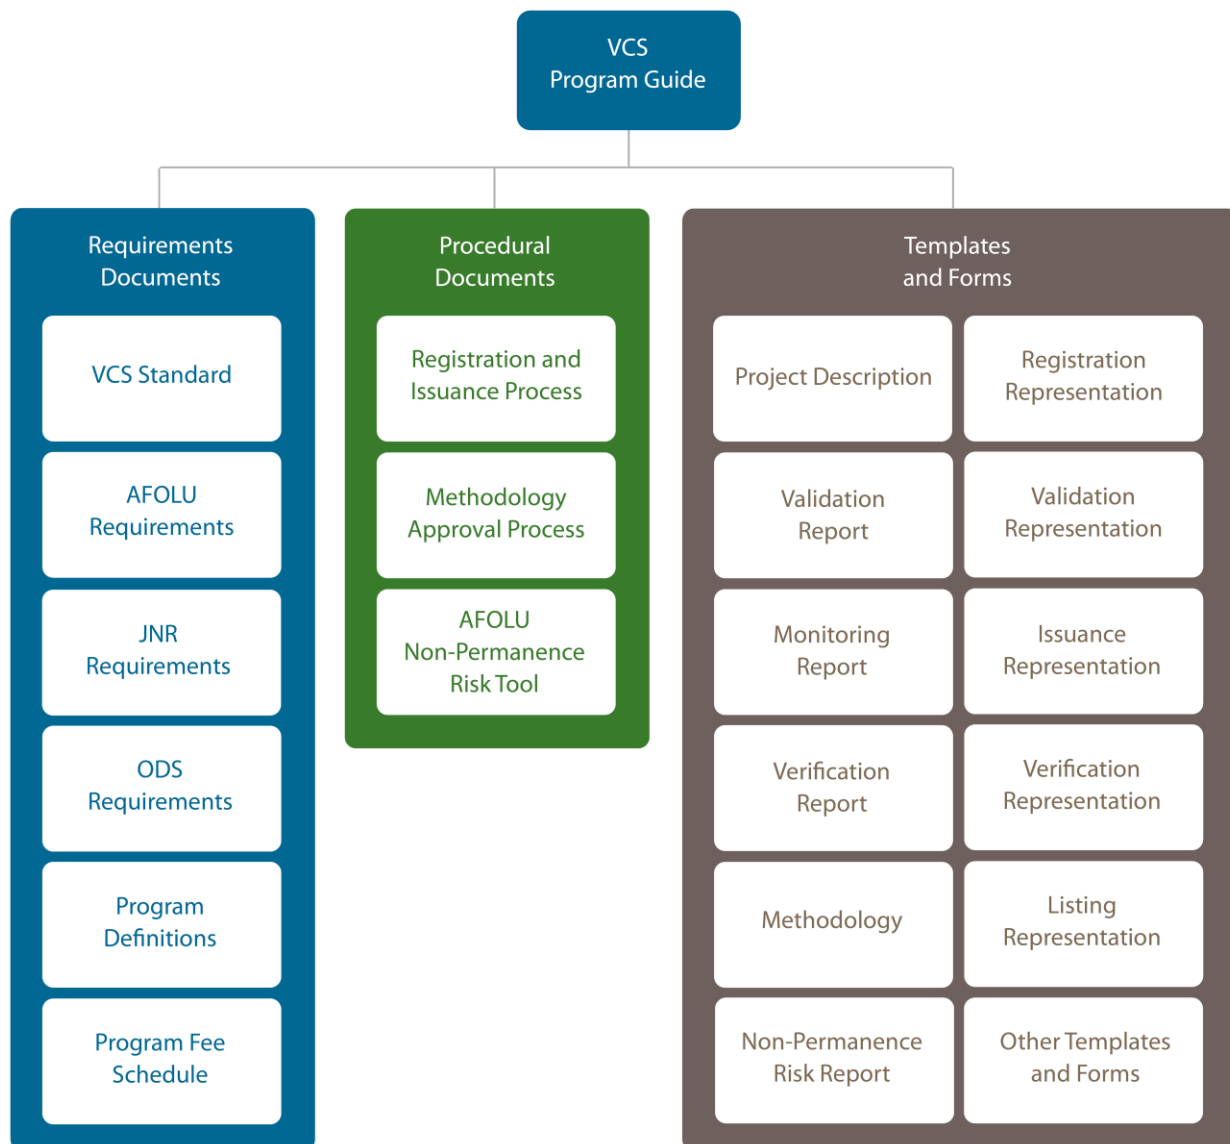 VCS
Program Guide
Requirements
Documents
VCS Standard
AFOLU
Requirements
JNR
Requirements
ODS
Requirements
Program
Definitions
Program Fee
Schedule
Procedural
Documents
Registration and
Issuance Process
Methodology
Approval Process
AFOLU
Non-Permanence
Risk Tool
Templates
and Forms
Project Description
Registration
Representation
Validation
Report
Validation
Representation
Monitoring
Report
Issuance
Representation
Verification
Report
Verification
Representation
Methodology
Listing
Representation
Non-Permanence
Risk Report
Other Templates
and Forms